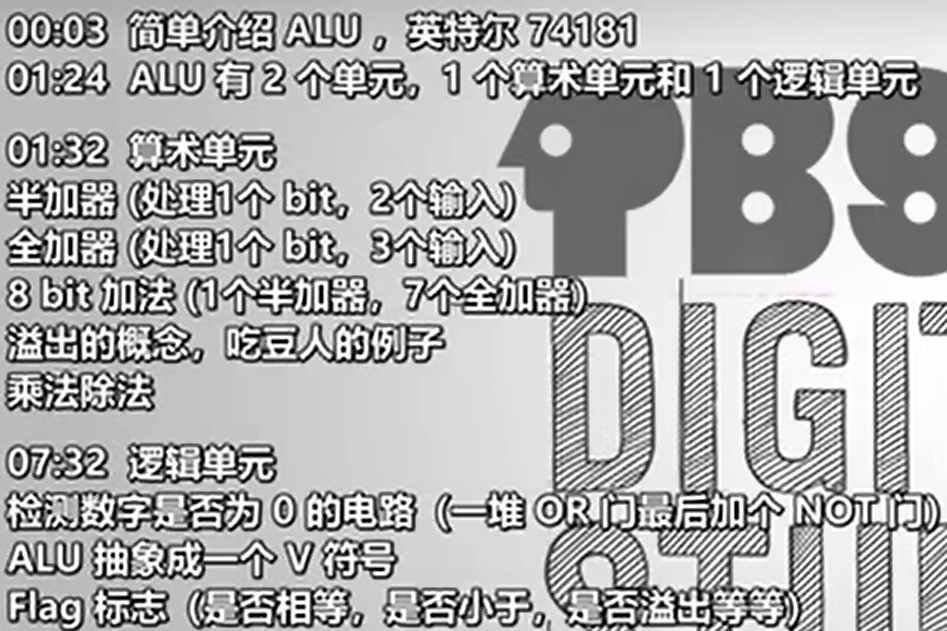 00:03 简单介绍 ALU ，英特尔 74181
01:24 ALU 有 2 个单元，1 个算术单元和 1 个逻辑单元
01:32 算术单元
半加器 (处理1个 bit，2个输入)
全加器 (处理1个 bit，3个输入)
8 bit 加法 (1个半加器，7个全加器)
溢出的概念，吃豆人的例子
乘法除法
07:32 逻辑单元
检测数字是否为 0 的电路（一堆 OR 门最后加个 NOT 门）
ALU 抽象成一个 V 符号
Flag 标志（是否相等，是否小于，是否溢出等等）
PBS
DIGIT
STU